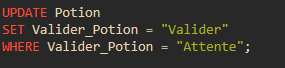 UPDATE Potion
SET Valider_Potion = "Valider"
WHERE Valider_Potion = "Attente";